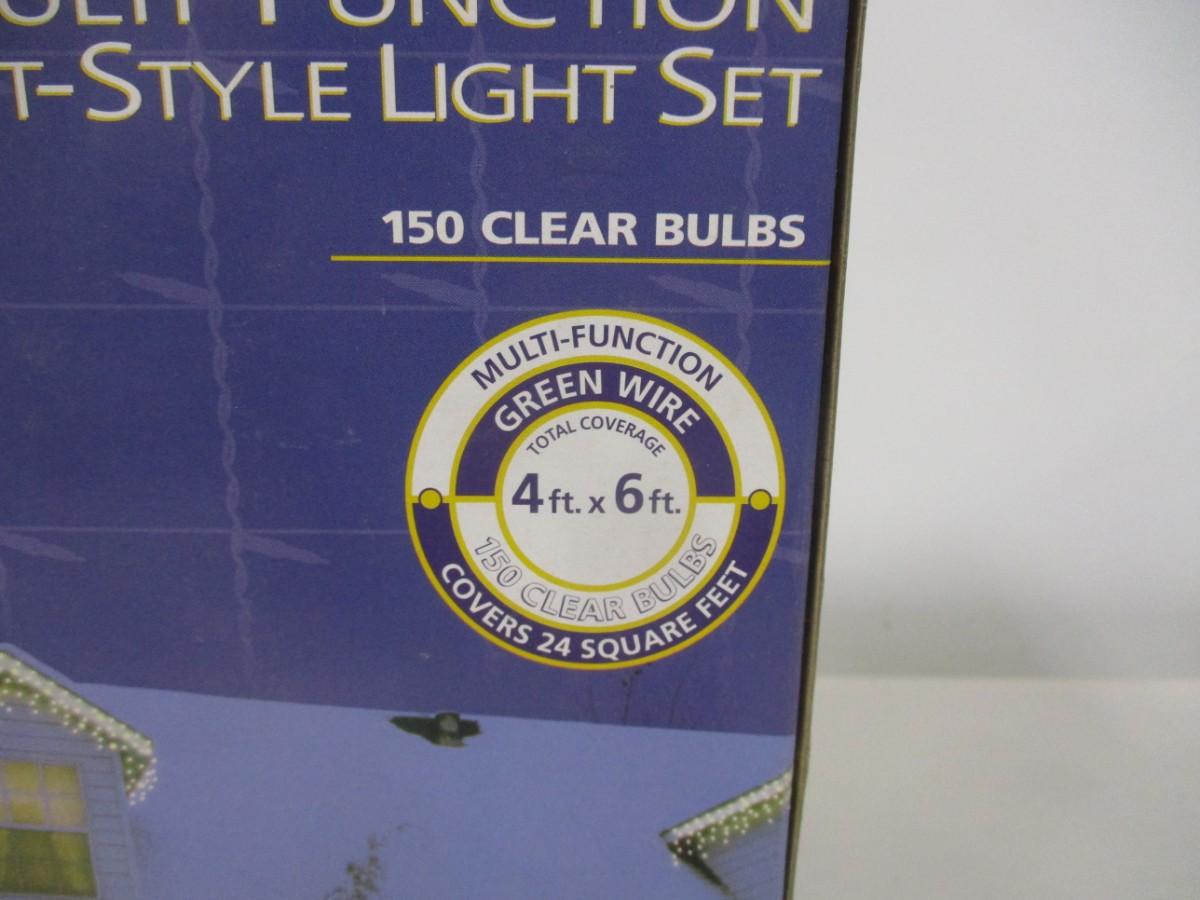 FUNCTION
T-STYLE LIGHT SET
150 CLEAR BULBS
MULTI-FUNCTION
GREEN WIRE
TOTAL COVERAGE
4 ft. x 6 ft.
150 CLEAR BULBS
COVERS 24 SQUARE FEET